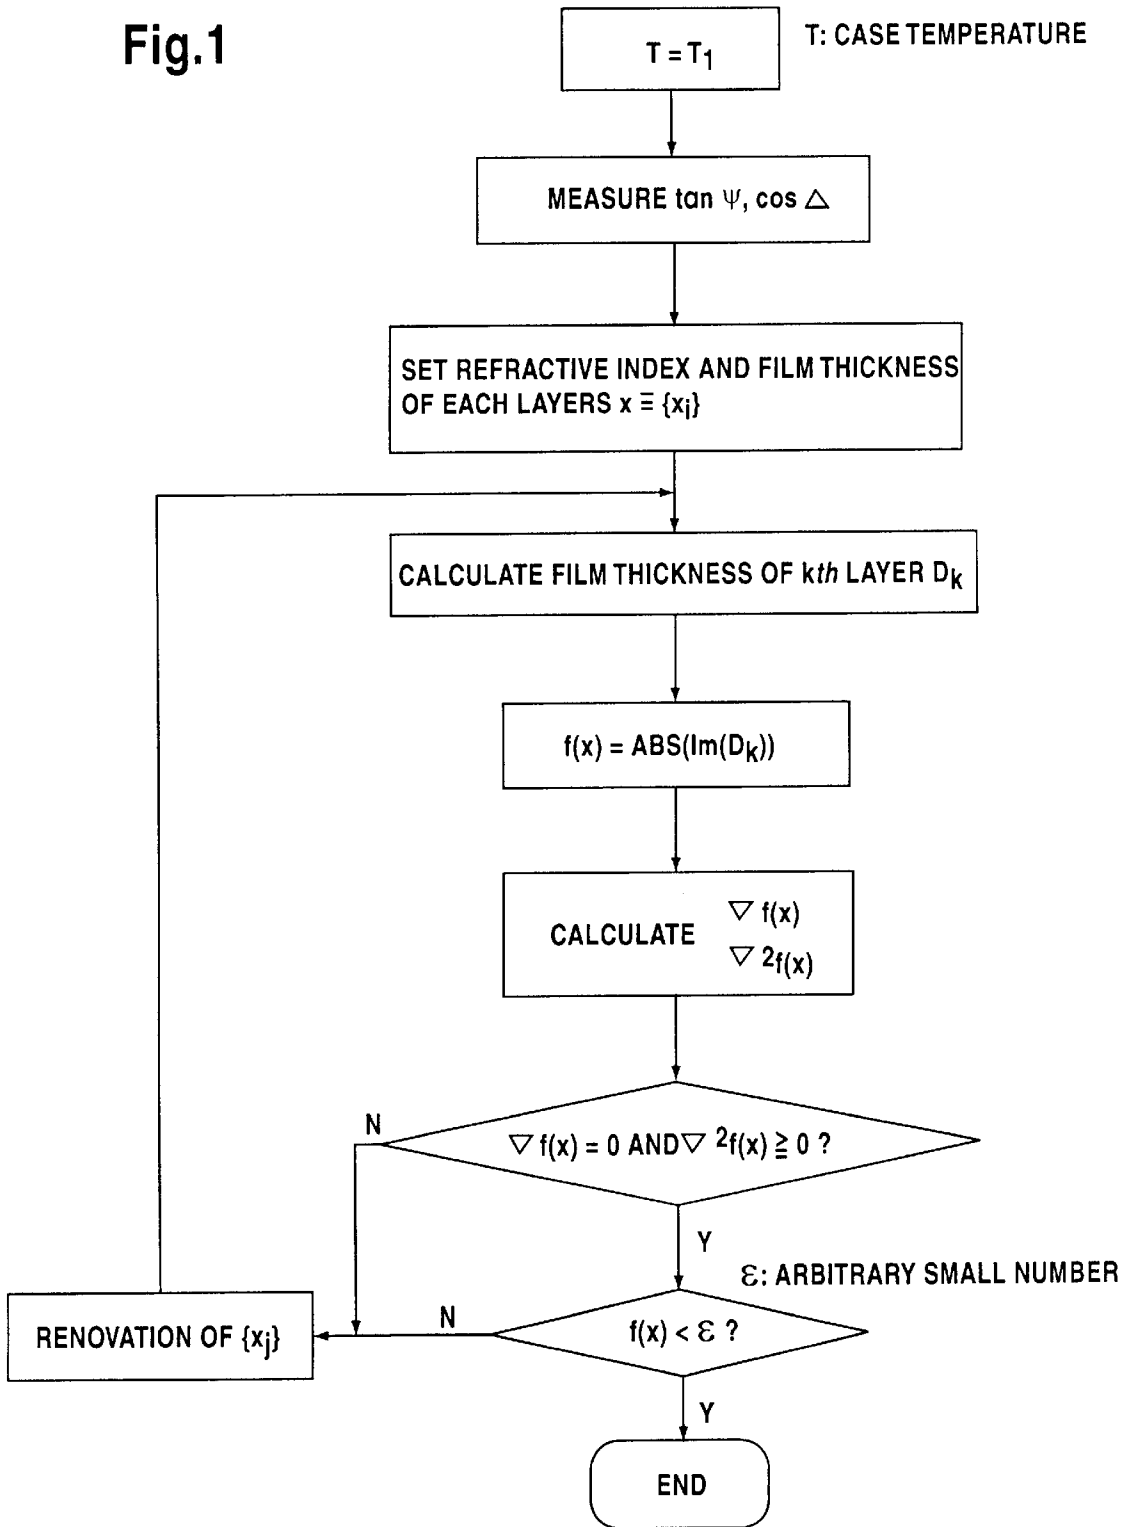 Fig.1
T = T1
T: CASE TEMPERATURE
MEASURE tan Ψ, cos △
SET REFRACTIVE INDEX AND FILM THICKNESS
OF EACH LAYERS x ≡ {xj}
CALCULATE FILM THICKNESS OF kth LAYER Dk
f(x) = ABS(Im(Dk))
CALCULATE ▽ f(x)
▽ 2f(x)
N
▽ f(x) = 0 AND ▽ 2f(x) ≧ 0 ?
Y
ε: ARBITRARY SMALL NUMBER
RENOVATION OF {xj}
N
f(x) < ε ?
Y
END